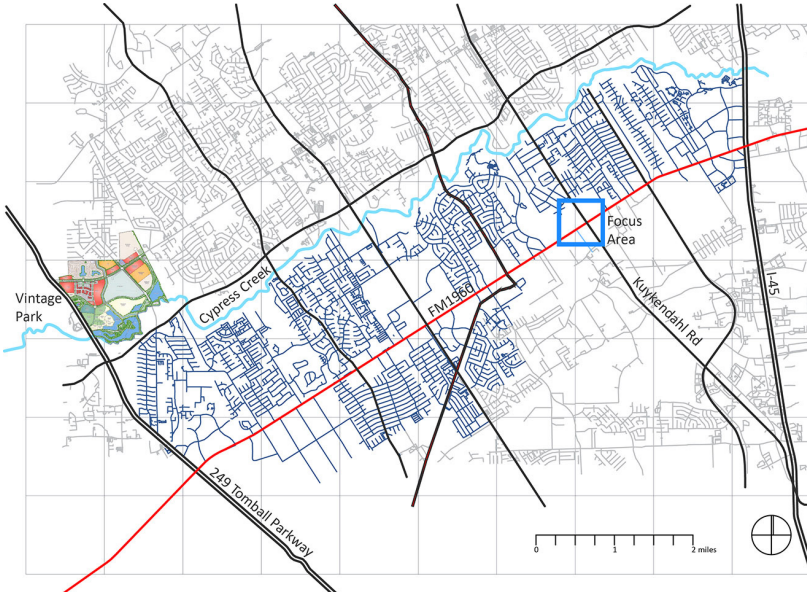 Vintage
Park
Cypress Creek
FM1960
Focus
Area
Kuykendahl Rd
I-45
249 Tomball Parkway
0 1 2 miles